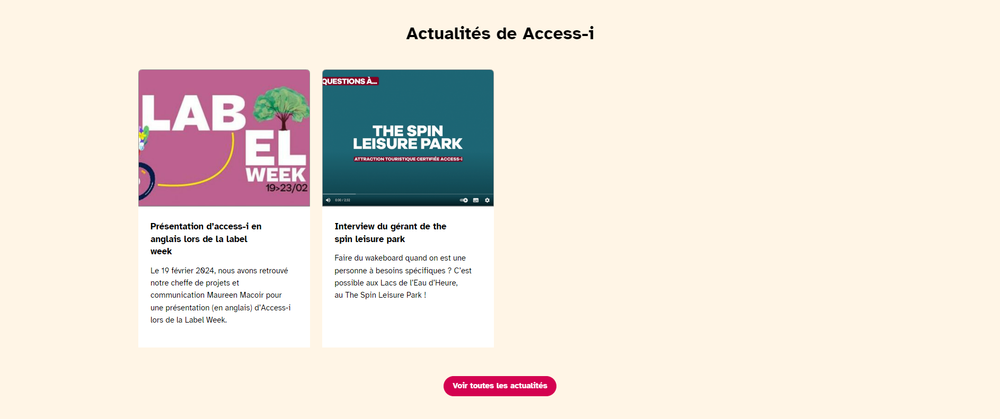 Actualités de Access-i
LAB
EL
WEEK
19>23/02
Présentation d’access-i en
anglais lors de la label
week
Le 19 février 2024, nous avons retrouvé
notre cheffe de projets et
communication Maureen Macoir pour
une présentation (en anglais) d’Access-i
lors de la Label Week.
QUESTIONS À...
THE SPIN
LEISURE PARK
ATTRACTION TOURISTIQUE CERTIFIÉE ACCESS-i
0:00 / 2:32
Interview du gérant de the
spin leisure park
Faire du wakeboard quand on est une
personne à besoins spécifiques ? C’est
possible aux Lacs de l’Eau d’Heure,
au The Spin Leisure Park !
Voir toutes les actualités